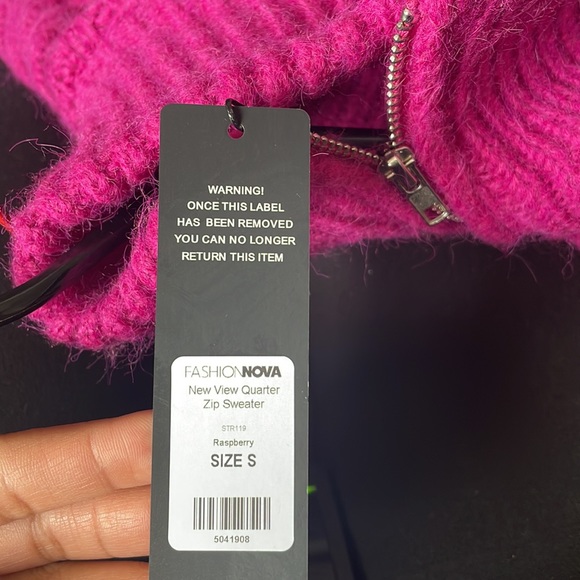 WARNING!
ONCE THIS LABEL
HAS BEEN REMOVED
YOU CAN NO LONGER
RETURN THIS ITEM
FASHIONNOVA
New View Quarter
Zip Sweater
STR119
Raspberry
SIZE S
5041908